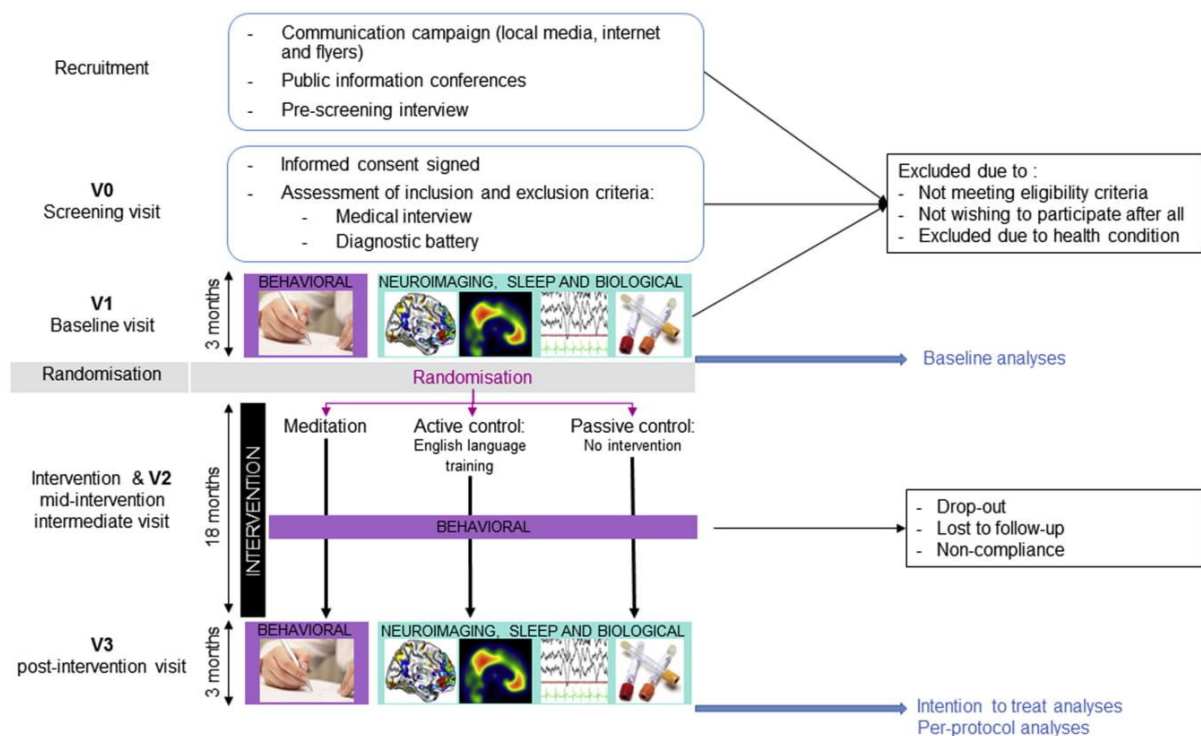 Recruitment
- Communication campaign (local media, internet
and flyers)
- Public information conferences
- Pre-screening interview
V0
Screening visit
- Informed consent signed
- Assessment of inclusion and exclusion criteria:
- Medical interview
- Diagnostic battery
Excluded due to :
- Not meeting eligibility criteria
- Not wishing to participate after all
- Excluded due to health condition
V1
Baseline visit
3 months
BEHAVIORAL
NEUROIMAGING, SLEEP AND BIOLOGICAL
Baseline analyses
Randomisation
Randomisation
Intervention & V2
mid-intervention
intermediate visit
18 months
INTERVENTION
Meditation
Active control:
English language
training
Passive control:
No intervention
BEHAVIORAL
- Drop-out
- Lost to follow-up
- Non-compliance
V3
post-intervention visit
3 months
BEHAVIORAL
NEUROIMAGING, SLEEP AND BIOLOGICAL
Intention to treat analyses
Per-protocol analyses